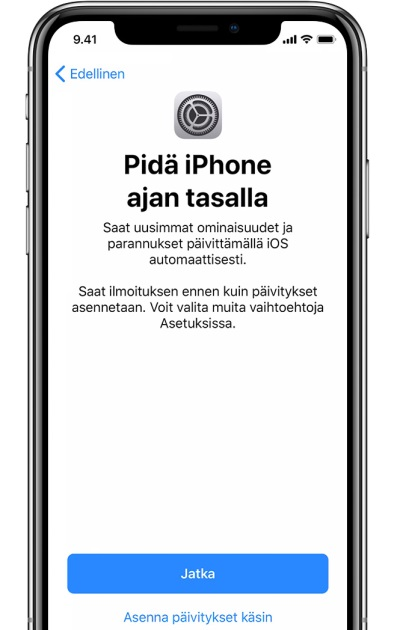 9.41
Edellinen
Pidä iPhone
ajan tasalla
Saat uusimmat ominaisuudet ja
parannukset päivittämällä iOS
automaattisesti.
Saat ilmoituksen ennen kuin päivitykset
asennetaan. Voit valita muita vaihtoehtoja
Asetuksissa.
Jatka
Asenna päivitykset käsin